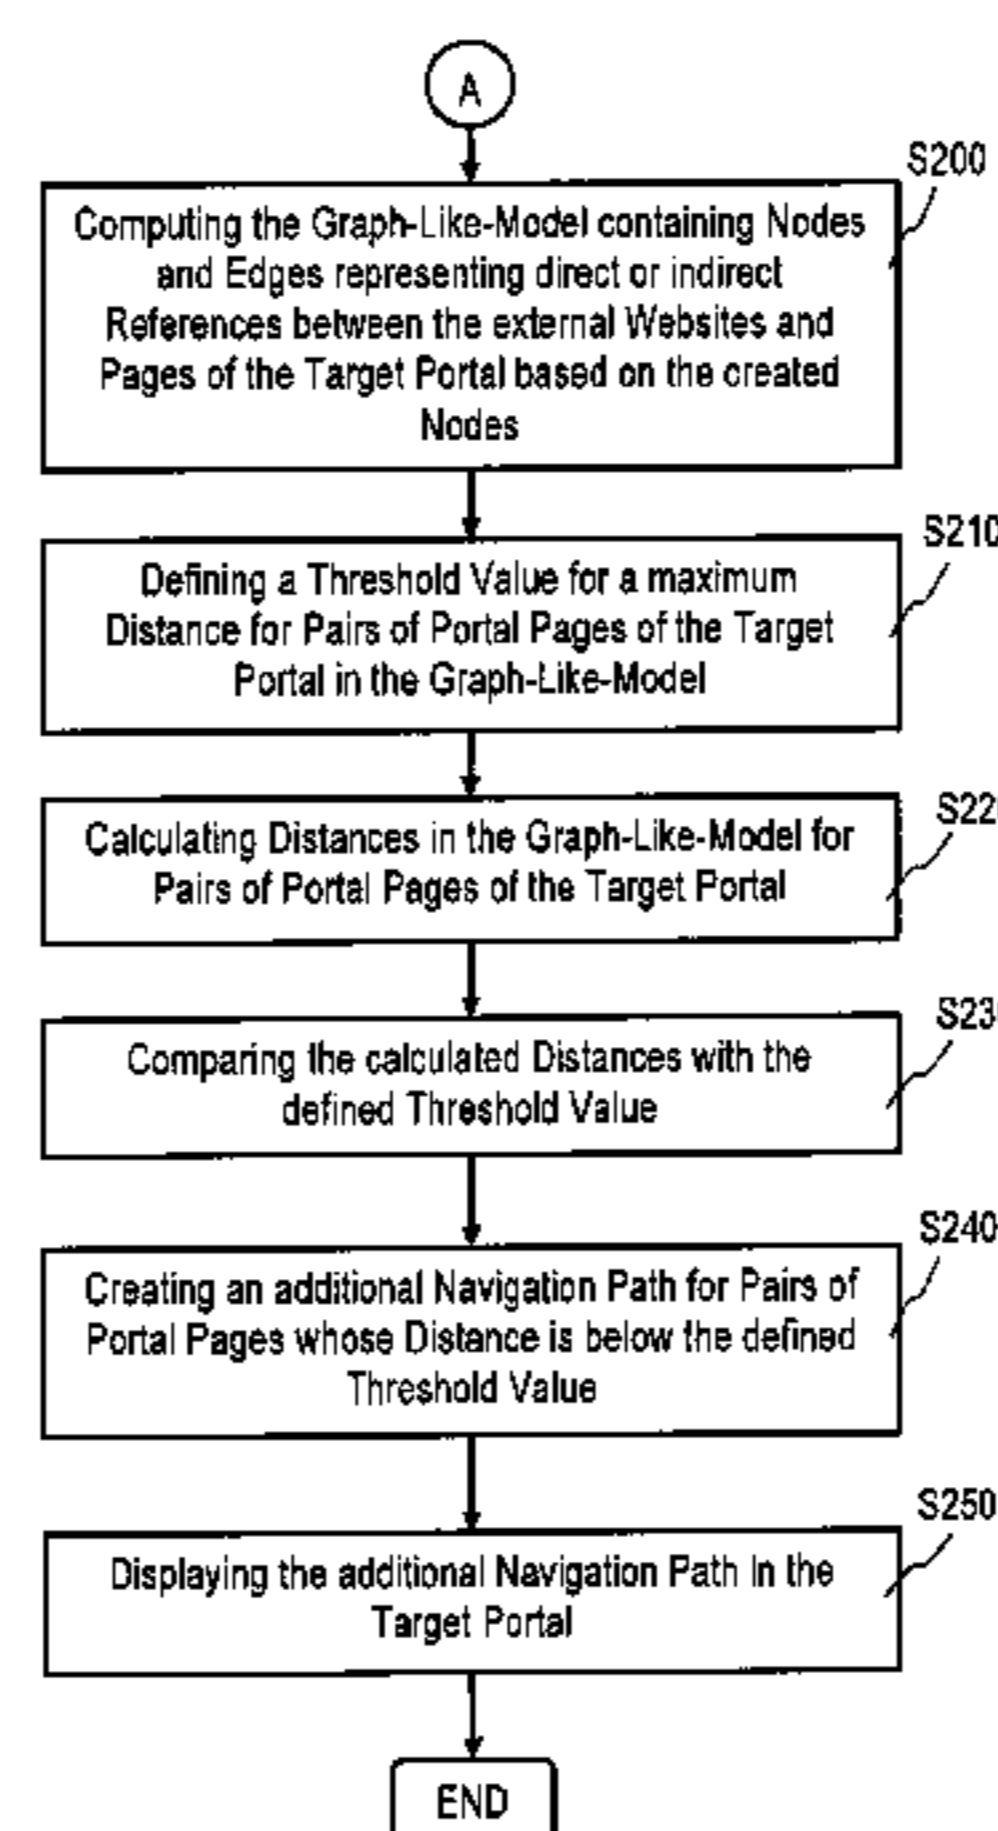 A
S200
Computing the Graph-Like-Model containing Nodes
and Edges representing direct or indirect
References between the external Websites and
Pages of the Target Portal based on the created
Nodes
S210
Defining a Threshold Value for a maximum
Distance for Pairs of Portal Pages of the Target
Portal in the Graph-Like-Model
S220
Calculating Distances in the Graph-Like-Model for
Pairs of Portal Pages of the Target Portal
S230
Comparing the calculated Distances with the
defined Threshold Value
S240
Creating an additional Navigation Path for Pairs of
Portal Pages whose Distance is below the defined
Threshold Value
S250
Displaying the additional Navigation Path in the
Target Portal
END